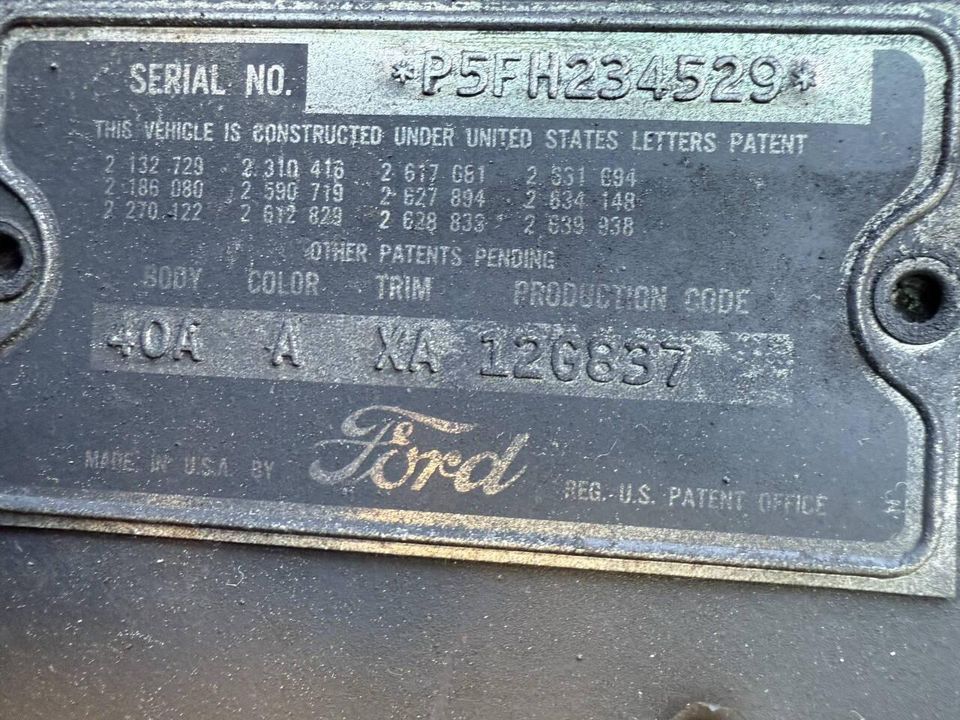 SERIAL NO. *P5FH234529*
THIS VEHICLE IS CONSTRUCTED UNDER UNITED STATES LETTERS PATENT
2 132 729 2 310 416 2 617 681 2 631 694
2 186 080 2 590 719 2 627 894 2 634 148
2 270 122 2 612 829 2 628 833 2 639 938
OTHER PATENTS PENDING
BODY COLOR TRIM PRODUCTION CODE
40A A XA 12G837
MADE IN U.S.A. BY Ford REG. U.S. PATENT OFFICE